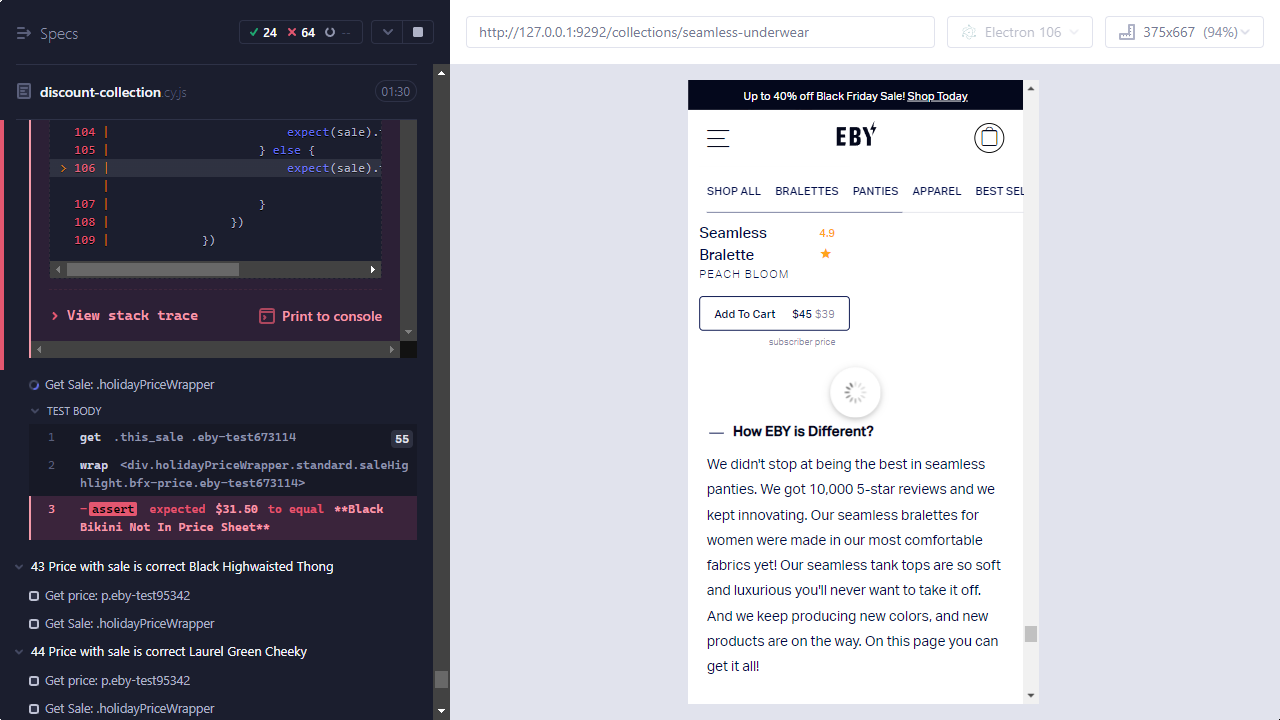 Specs
24 64 --
http://127.0.0.1:9292/collections/seamless-underwear
Electron 106
375x667 (94%)
discount-collection.cy.js 01:30
104 | expect(sale).
105 | } else {
> 106 | expect(sale).
|
107 | }
108 | })
109 | })
> View stack trace
Print to console
Get Sale: .holidayPriceWrapper
TEST BODY
1 get .this_sale .eby-test673114 55
2 wrap <div.holidayPriceWrapper.standard.saleHig
hlight.bfx-price.eby-test673114>
3 -assert expected $31.50 to equal **Black
Bikini Not In Price Sheet**
43 Price with sale is correct Black Highwaisted Thong
Get price: p.eby-test95342
Get Sale: .holidayPriceWrapper
44 Price with sale is correct Laurel Green Cheeky
Get price: p.eby-test95342
Get Sale: .holidayPriceWrapper
Up to 40% off Black Friday Sale! Shop Today
EBY
SHOP ALL BRALETTES PANTIES APPAREL BEST SEL
Seamless 4.9
Bralette ★
PEACH BLOOM
Add To Cart $45 $39
subscriber price
— How EBY is Different?
We didn't stop at being the best in seamless
panties. We got 10,000 5-star reviews and we
kept innovating. Our seamless bralettes for
women were made in our most comfortable
fabrics yet! Our seamless tank tops are so soft
and luxurious you'll never want to take it off.
And we keep producing new colors, and new
products are on the way. On this page you can
get it all!